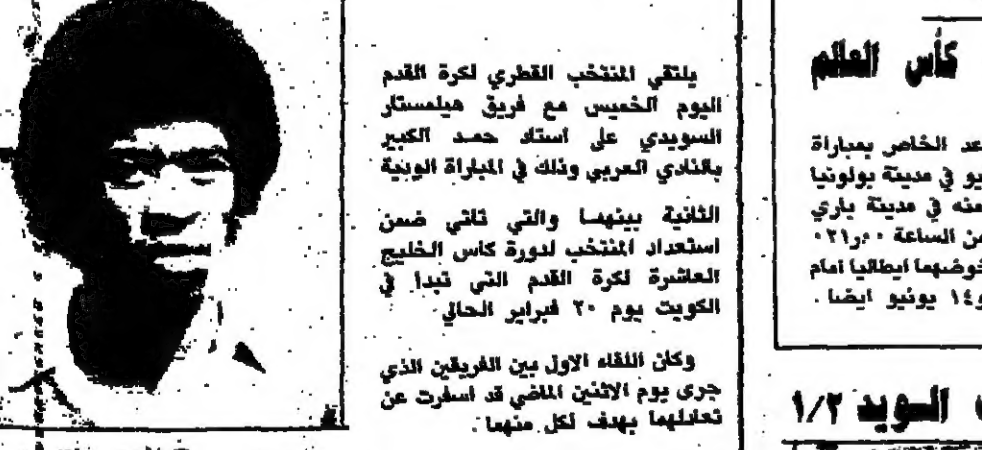 يلتقي المنتخب القطري لكرة القدم
اليوم الخميس مع فريق هيلمستار
السويدي على استاد حمد الكبير
بالنادي العربي وذلك في المباراة الودية
الثانية بينهما والتي تاتي ضمن
استعداد المنتخب لدورة كاس الخليج
العاشرة لكرة القدم التي تبدا في
الكويت يوم ٢٠ فبراير الحالي
وكان اللقاء الاول بين الفريقين الذي
جرى يوم الاثنين الماضي قد اسفرت عن
تعادلهما بهدف لكل منهما .
كأس العالم
عد الخاص بمباراة
يو في مدينة بولونيا
عنه في مدينة باري
من الساعة ٢١٫٠٠
خوضهما ايطاليا امام
و١٤ يونيو ايضا .
السويد ١/٢